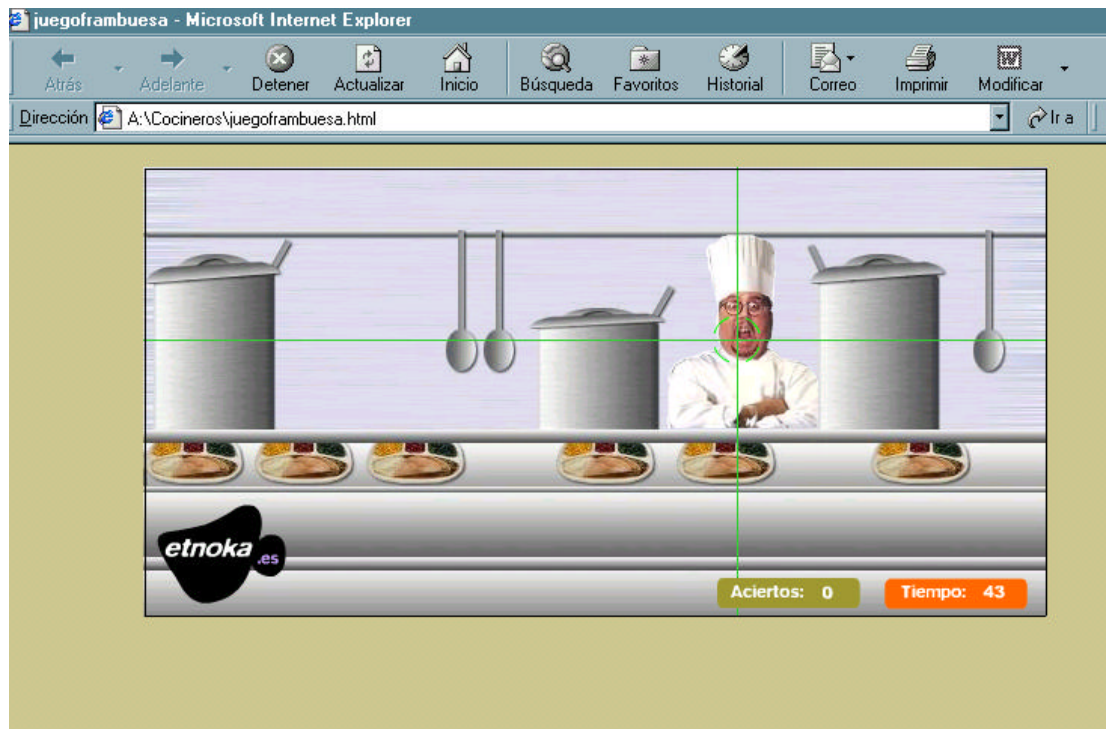 juegoframbuesa - Microsoft Internet Explorer
Atrás Adelante Detener Actualizar Inicio Búsqueda Favoritos Historial Correo Imprimir Modificar
Dirección A:\Cocineros\juegoframbuesa.html Ir a
etnoka.es
Aciertos: 0 Tiempo: 43